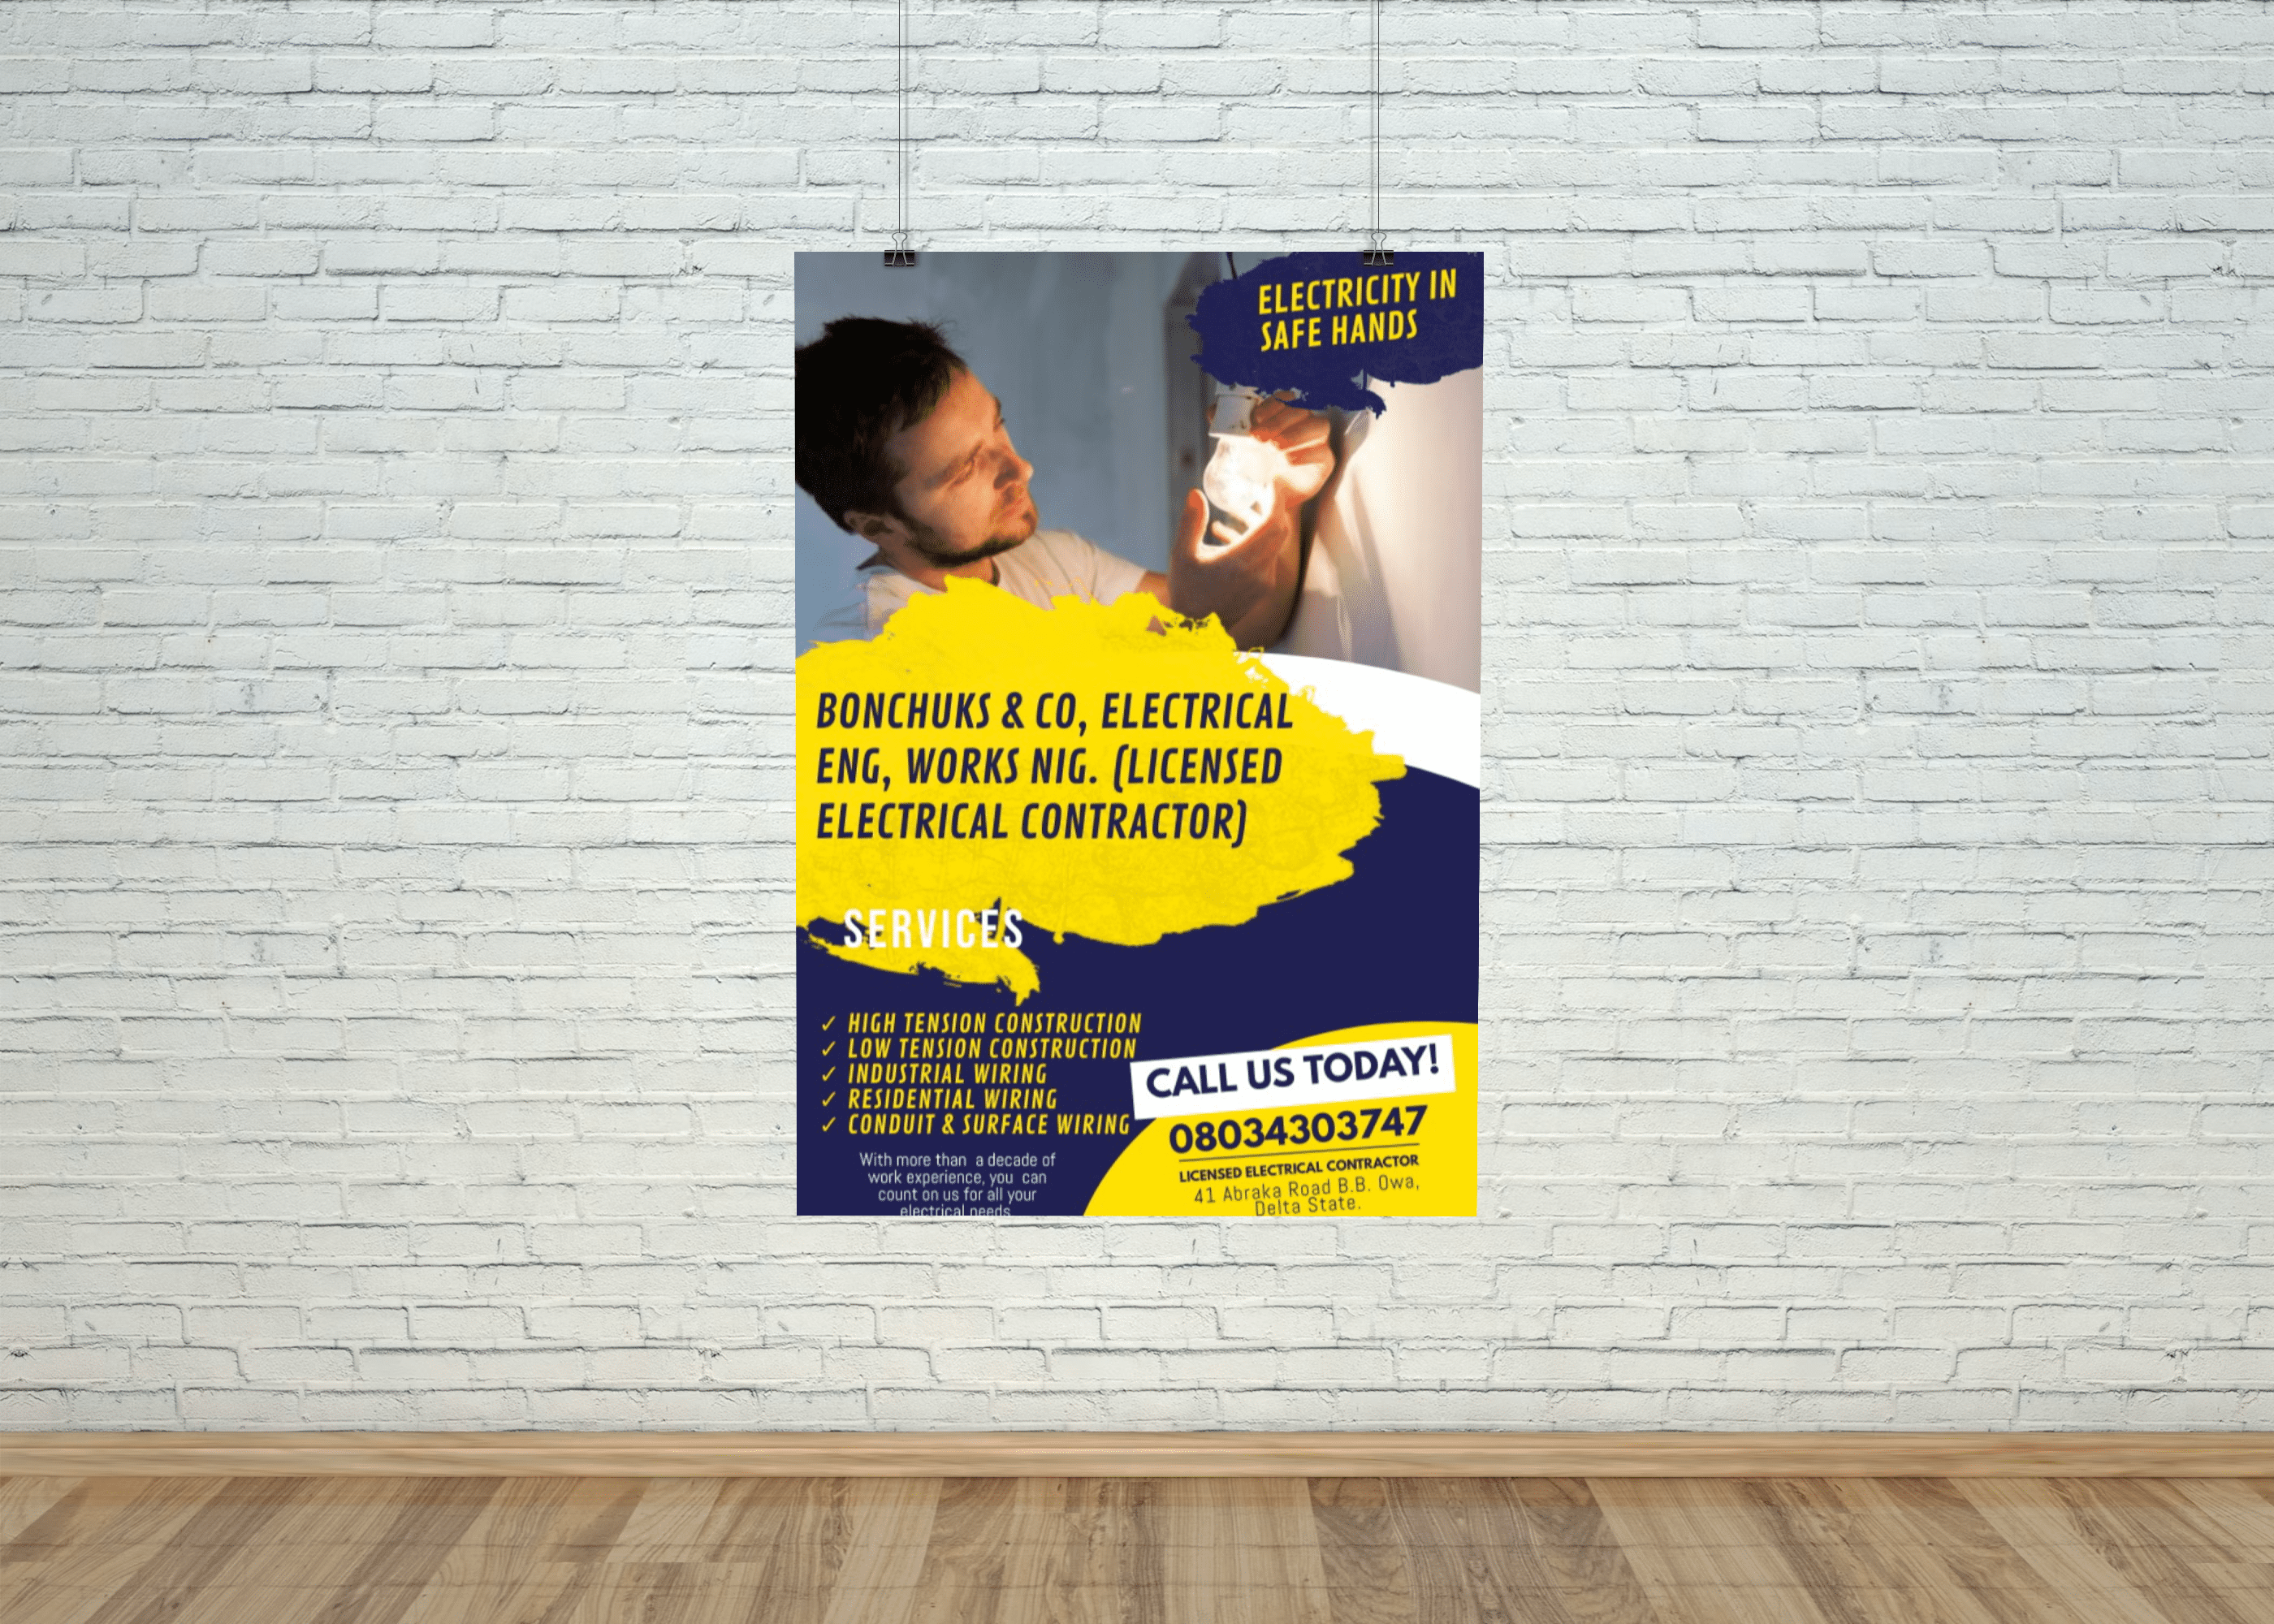 ELECTRICITY IN
SAFE HANDS
BONCHUKS & CO, ELECTRICAL
ENG, WORKS NIG. (LICENSED
ELECTRICAL CONTRACTOR)
SERVICES
✓ HIGH TENSION CONSTRUCTION
✓ LOW TENSION CONSTRUCTION
✓ INDUSTRIAL WIRING
✓ RESIDENTIAL WIRING
✓ CONDUIT & SURFACE WIRING
With more than a decade of
work experience, you can
count on us for all your
electrical needs
CALL US TODAY!
08034303747
LICENSED ELECTRICAL CONTRACTOR
41 Abraka Road B.B. Owa,
Delta State.